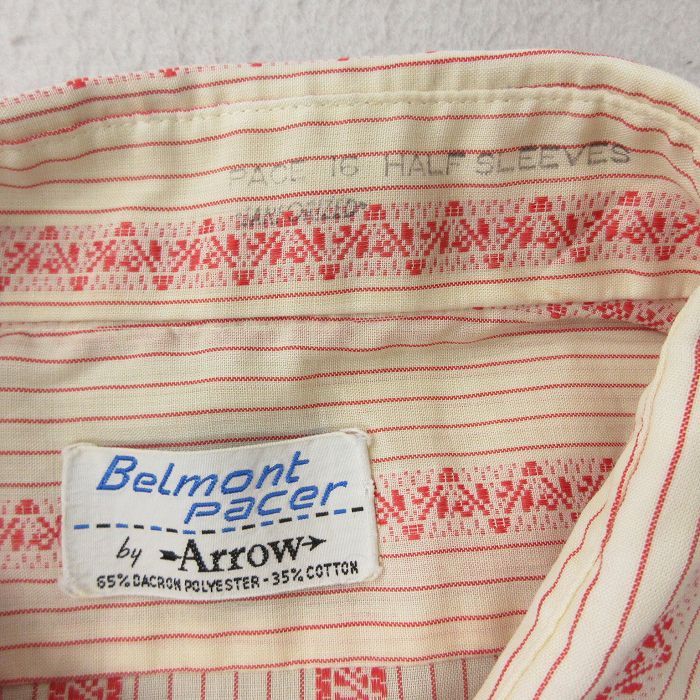 PACE 16 HALF SLEEVES
Belmont
Pacer
by Arrow
65% DACRON POLYESTER - 35% COTTON